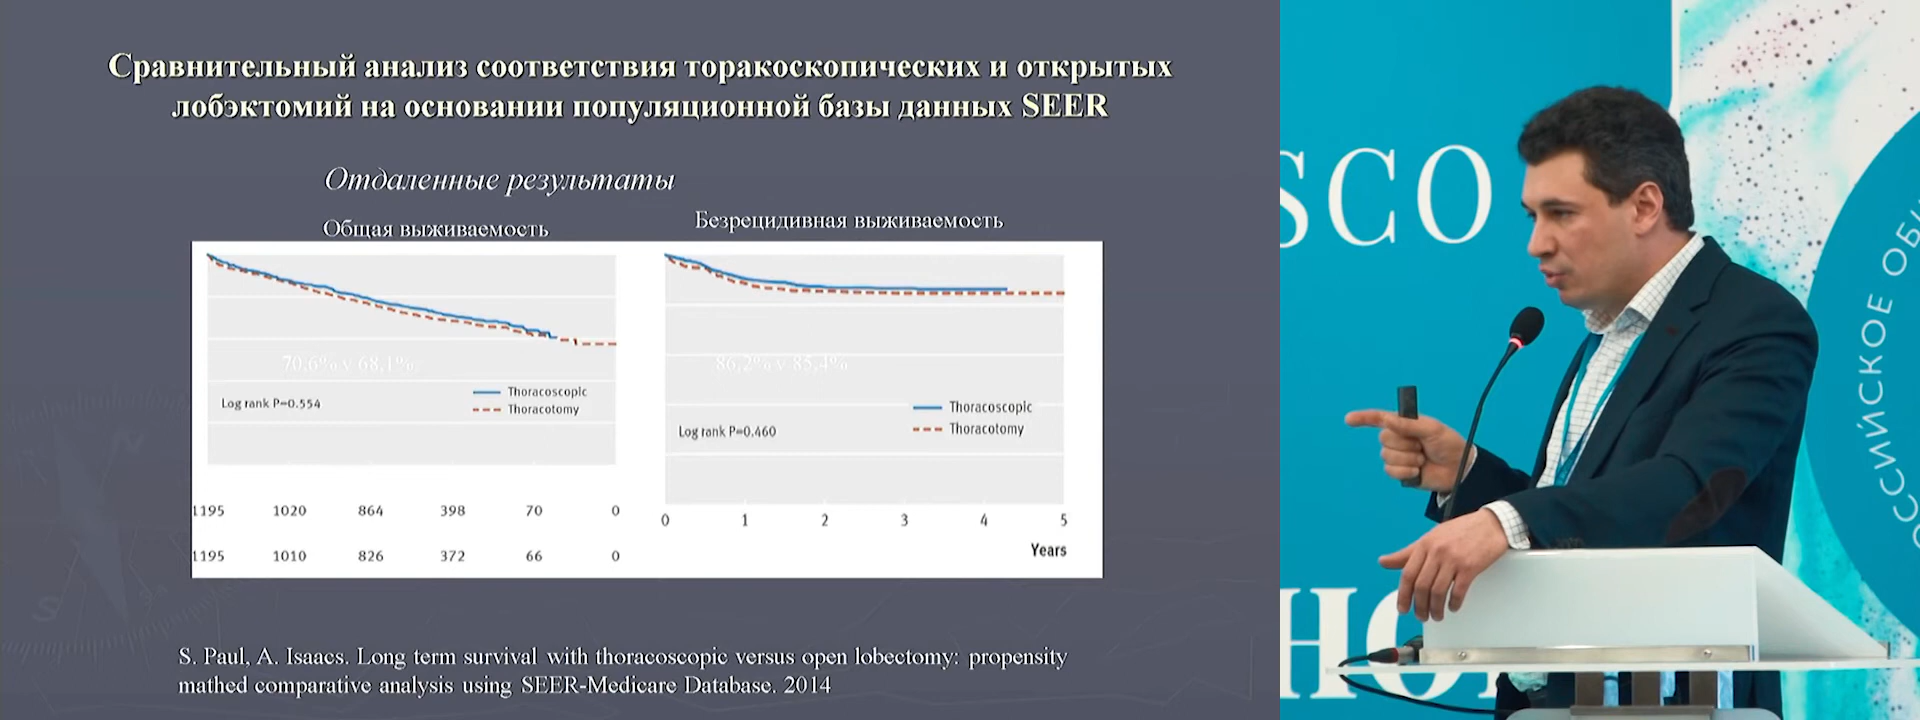 Сравнительный анализ соответствия торакоскопических и открытых
лобэктомий на основании популяционной базы данных SEER
Отдаленные результаты
Общая выживаемость
Безрецидивная выживаемость
70,6% v 68,1%.
Log rank P=0.554
Thoracoscopic
Thoracotomy
1195 1020 864 398 70 0
1195 1010 826 372 66 0
86,2% v 85,4%
Log rank P=0.460
Thoracoscopic
Thoracotomy
0 1 2 3 4 5
Years
S. Paul, A. Isaacs. Long term survival with thoracoscopic versus open lobectomy: propensity
mathed comparative analysis using SEER-Medicare Database. 2014
SCO
НО